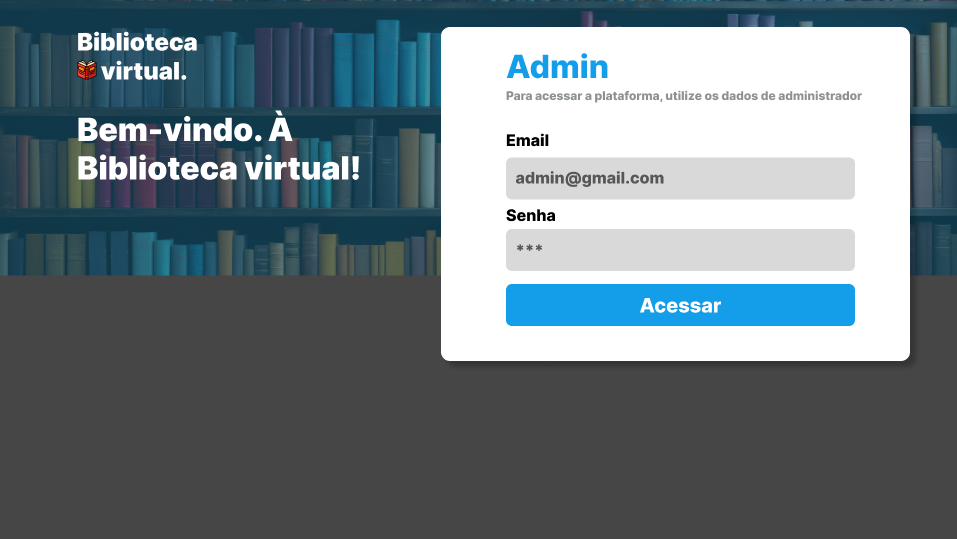 Biblioteca
virtual.
Bem-vindo. À
Biblioteca virtual!
Admin
Para acessar a plataforma, utilize os dados de administrador
Email
admin@gmail.com
Senha
***
Acessar